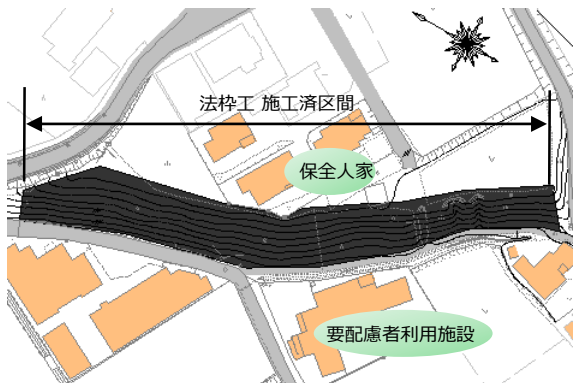 法枠工 施工済区間
保全人家
要配慮者利用施設